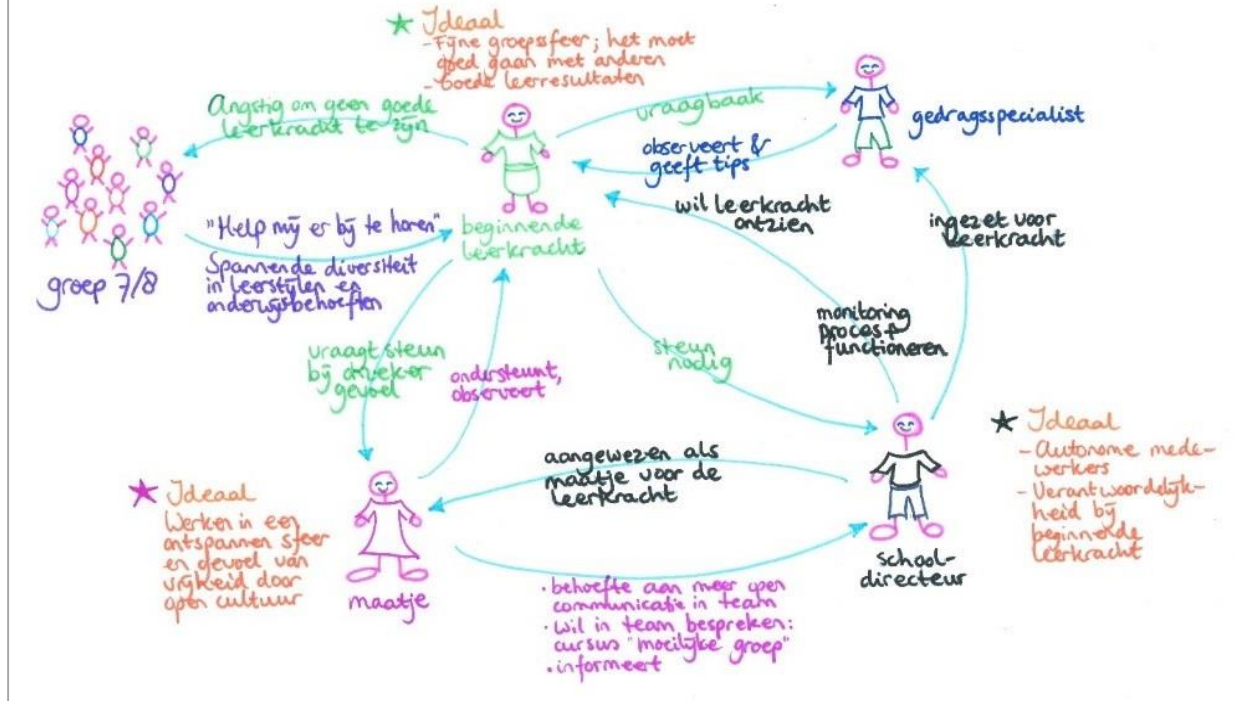 Ideaal
- Fijne groepssfeer; het moet
goed gaan met anderen
- Goede leerresultaten
Angstig om geen goede
leerkracht te zijn
vraagbaak
gedragsspecialist
observeert &
geeft tips
wil leerkracht
ontzien
ingezet voor
leerkracht
"Help mij er bij te horen"
beginnende
leerkracht
groep 7/8
Spannende diversiteit
in leerstijlen en
onderwijsbehoeften
monitoring
proces +
functioneren
vraagt steun
bij
gevoel
ondersteunt,
observeert
steun
nodig
Ideaal
- Autonome mede-
werkers
- Verantwoordelijk-
heid bij
beginnende
leerkracht
aangewezen als
maatje voor de
leerkracht
Ideaal
Werken in een
ontspannen sfeer
en gevoel van
vrijheid door
open cultuur
maatje
school-
directeur
• behoefte aan meer open
communicatie in team
• wil in team bespreken:
cursus "moeilijke groep"
• informeert